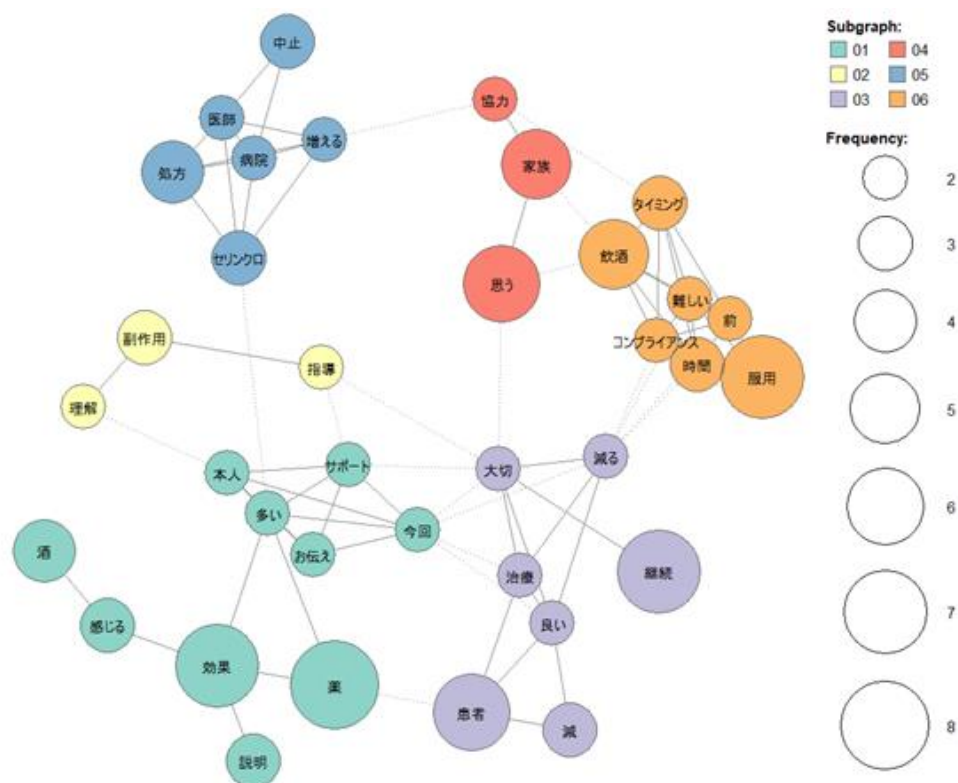 中止
医師
増える
病院
処方
セリンクロ
協力
家族
思う
タイミング
飲酒
難しい
前
コンプライアンス
時間
服用
副作用
指導
理解
本人
サポート
多い
お伝え
今回
大切
減る
酒
感じる
効果
薬
説明
治療
継続
良い
患者
減
Subgraph:
01 04
02 05
03 06
Frequency:
2
3
4
5
6
7
8